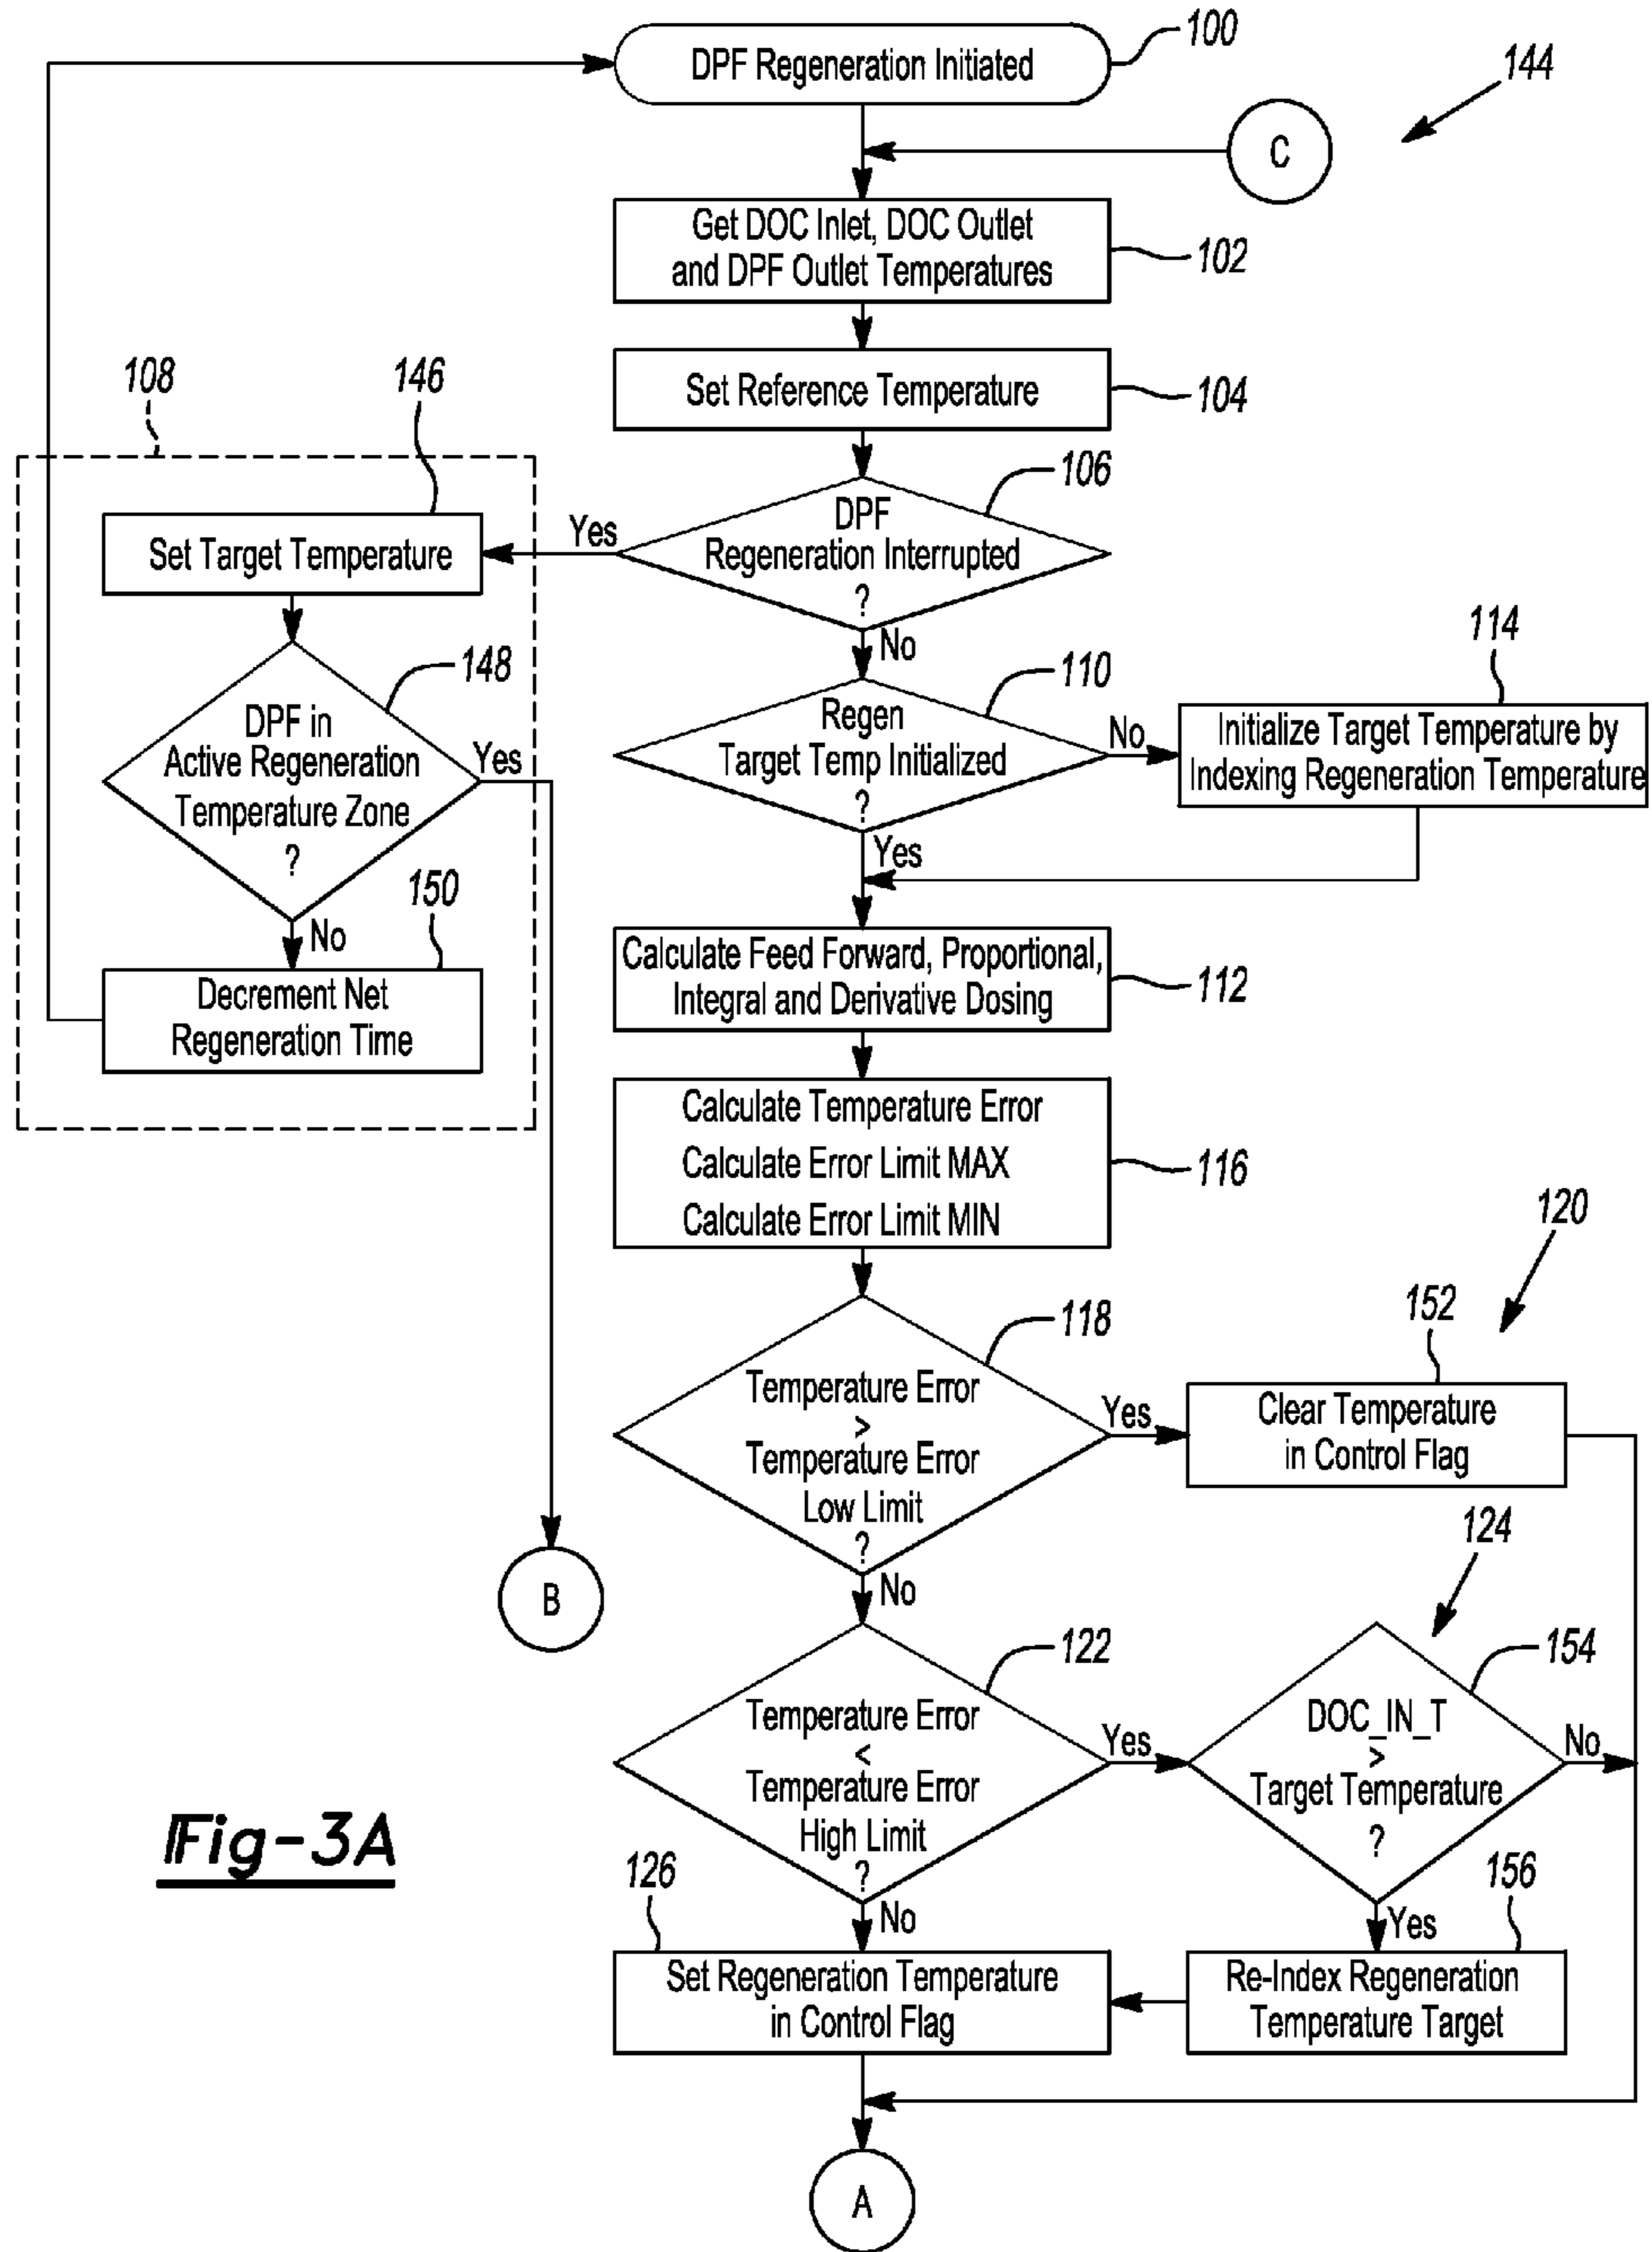 100
DPF Regeneration Initiated
144
C
Get DOC Inlet, DOC Outlet
and DPF Outlet Temperatures
102
108
146
Set Reference Temperature
104
106
DPF
Regeneration Interrupted
?
Yes
Set Target Temperature
No
114
148
110
DPF in
Active Regeneration
Temperature Zone
?
Yes
Regen
Target Temp Initialized
?
No
Initialize Target Temperature by
Indexing Regeneration Temperature
Yes
150
No
Decrement Net
Regeneration Time
Calculate Feed Forward, Proportional,
Integral and Derivative Dosing
112
Calculate Temperature Error
Calculate Error Limit MAX
Calculate Error Limit MIN
116
120
152
118
Temperature Error
>
Temperature Error
Low Limit
?
Yes
Clear Temperature
in Control Flag
124
B
No
122
154
Temperature Error
<
Temperature Error
High Limit
?
Yes
DOC_IN_T
>
Target Temperature
?
No
Fig-3A
126
156
No
Yes
Set Regeneration Temperature
in Control Flag
Re-Index Regeneration
Temperature Target
A